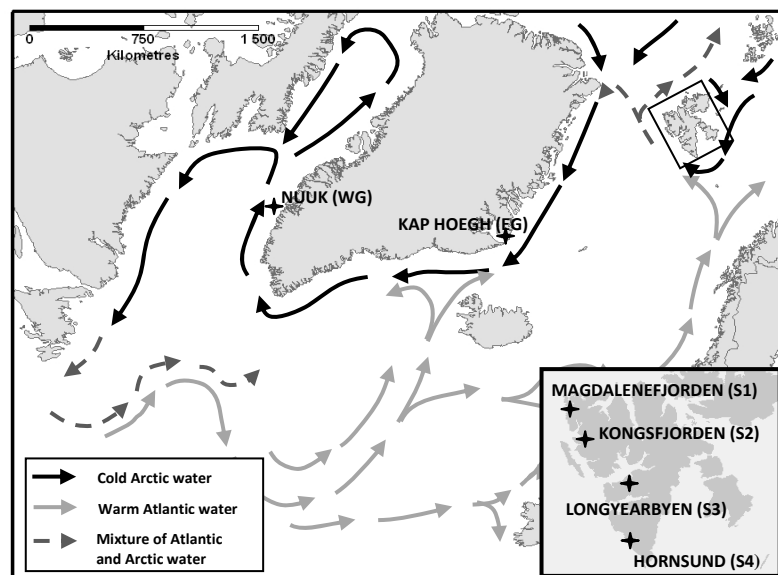 0 750 1 500
Kilometres
NUUK (WG)
KAP HOEGH (EG)
MAGDALENEFJORDEN (S1)
KONGSFJORDEN (S2)
LONGYEARBYEN (S3)
HORNSUND (S4)
Cold Arctic water
Warm Atlantic water
Mixture of Atlantic
and Arctic water